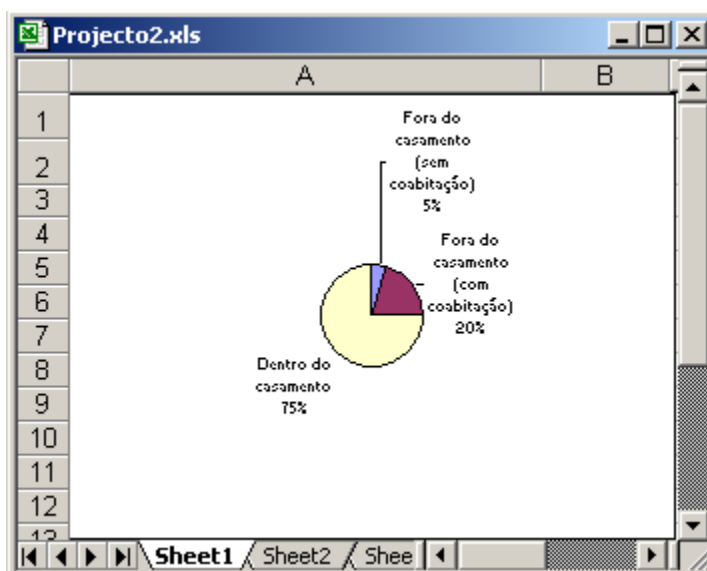 Projecto2.xls
A B
1
2
3
4
5
6
7
8
9
10
11
12
13
Fora do
casamento
(sem
coabitação)
5%
Fora do
casamento
(com
coabitação)
20%
Dentro do
casamento
75%
Sheet1 Sheet2 Shee